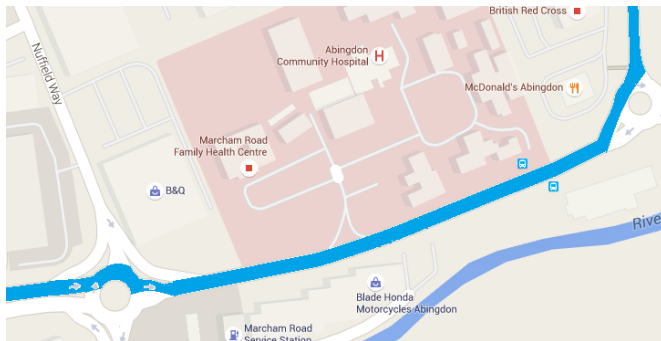 British Red Cross
Nuffield Way
Abingdon
Community Hospital
H
McDonald's Abingdon
Marcham Road
Family Health Centre
B&Q
Blade Honda
Motorcycles Abingdon
Marcham Road
Service Station